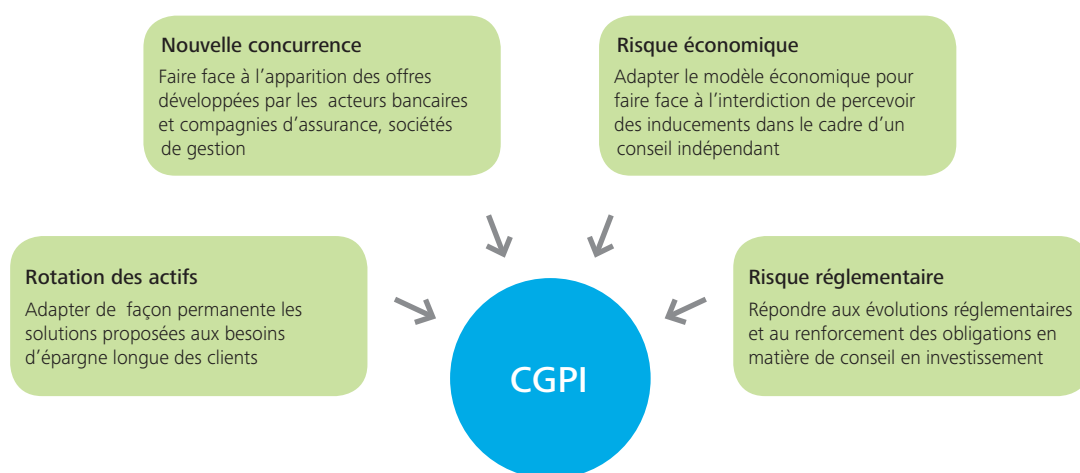 Nouvelle concurrence
Faire face à l'apparition des offres
développées par les acteurs bancaires
et compagnies d'assurance, sociétés
de gestion
Risque économique
Adapter le modèle économique pour
faire face à l'interdiction de percevoir
des inducements dans le cadre d'un
conseil indépendant
Rotation des actifs
Adapter de façon permanente les
solutions proposées aux besoins
d'épargne longue des clients
Risque réglementaire
Répondre aux évolutions réglementaires
et au renforcement des obligations en
matière de conseil en investissement
CGPI